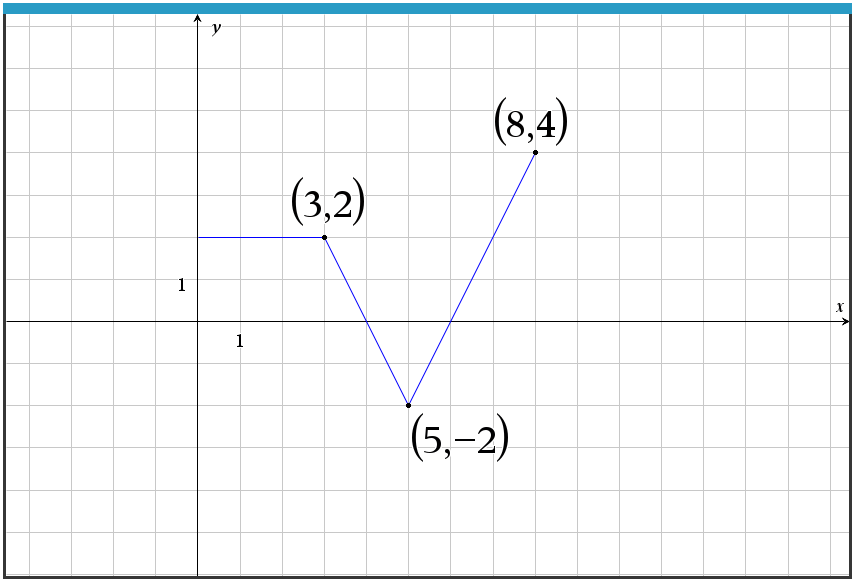 y
(8,4)
(3,2)
1
x
1
(5,−2)